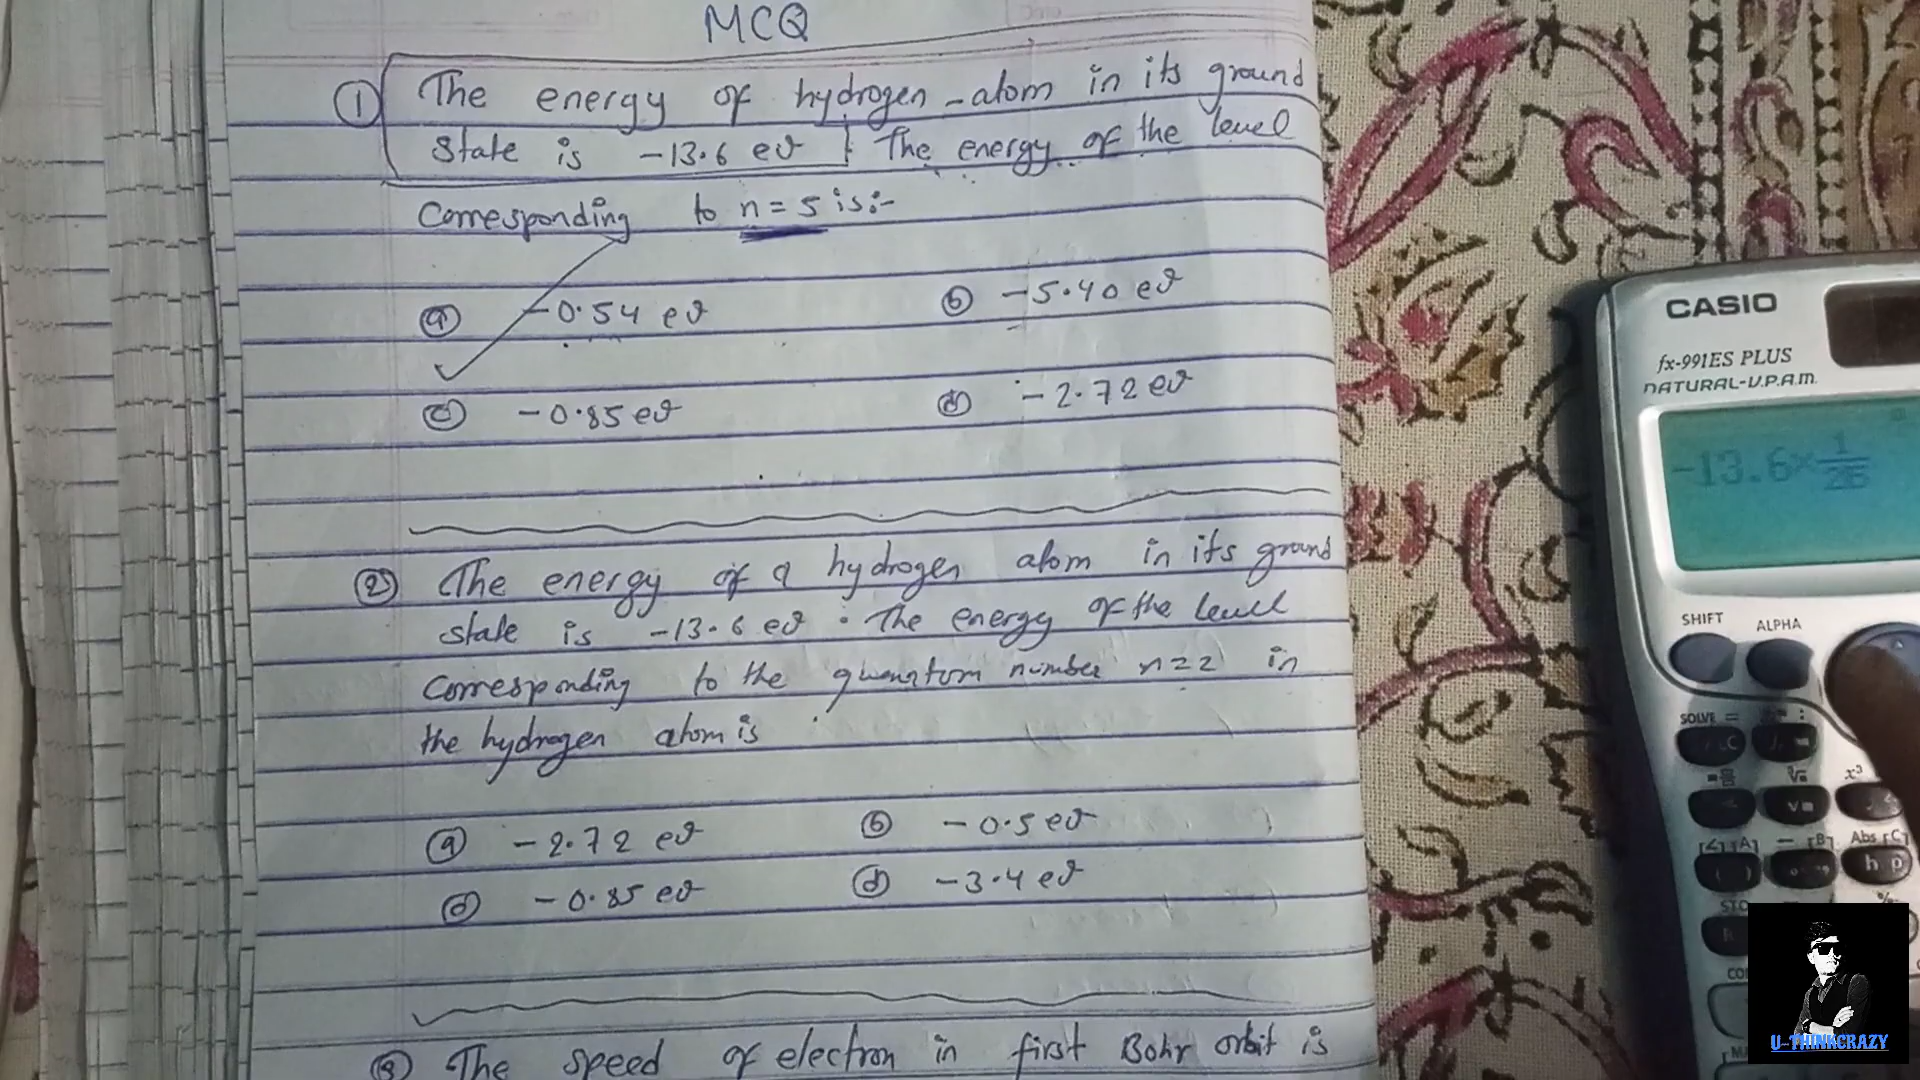 MCQ
① The energy of hydrogen-atom in its ground
state is -13.6 ev The energy of the level
Corresponding to n = 5 is:-
ⓐ -0.54 ev ⓑ -5.40 ev
ⓒ -0.85 ev ⓓ -2.72 ev
② The energy of a hydrogen atom in its ground
state is -13.6 ev. The energy of the level
Corresponding to the quantom number n=2 in
the hydrogen atom is
ⓐ -2.72 ev ⓑ -0.5 ev
-0.85 ev ⓓ -3.4 ev
③ The speed of electron in first Bohr orbit is
CASIO
fx-991ES PLUS
NATURAL-V.P.A.M.
SHIFT ALPHA
SOLVE =
Abs
U-THINKCRAZY